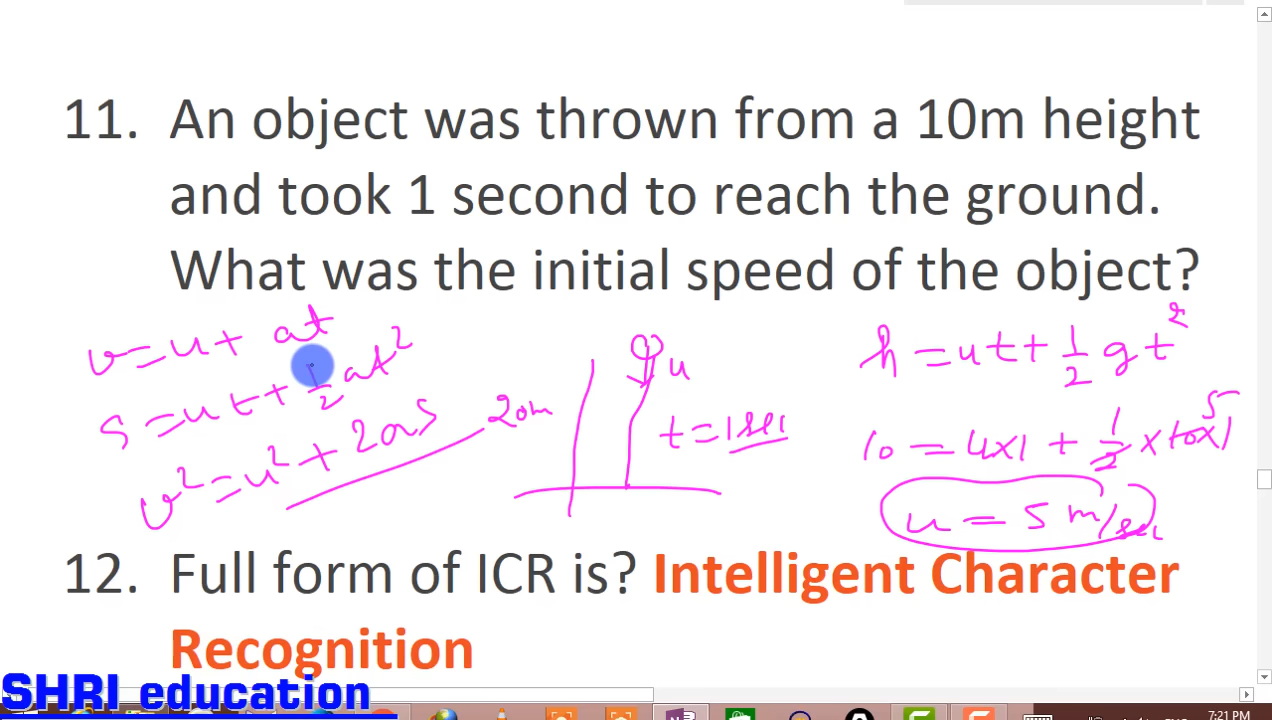 11. An object was thrown from a 10m height
and took 1 second to reach the ground.
What was the initial speed of the object?
v = u + at
s = ut + 1/2 at²
v² = u² + 2as
20m
u
t = 1sec
h = ut + 1/2 gt²
10 = u×1 + 1/2 × 10×1
5
u = 5 m/sec
12. Full form of ICR is? Intelligent Character
Recognition
SHRI education
7:21 PM